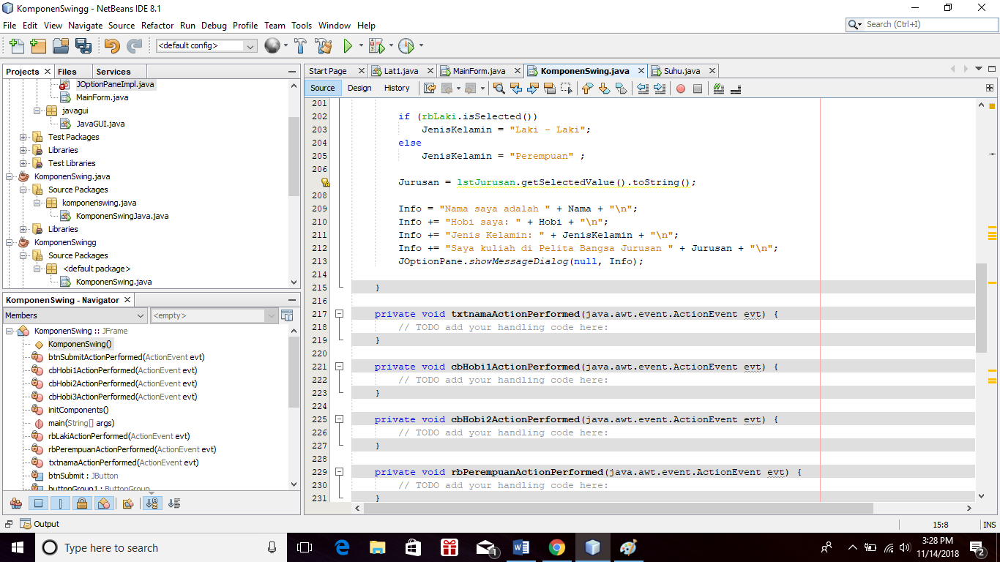 KomponenSwingg - NetBeans IDE 8.1
File Edit View Navigate Source Refactor Run Debug Profile Team Tools Window Help
Search (Ctrl+I)
<default config>
Projects Files Services
JOptionPaneImpl.java
MainForm.java
javagui
JavaGUI.java
Test Packages
Libraries
Test Libraries
KomponenSwing.java
Source Packages
komponenswing.java
KomponenSwingJava.java
Libraries
KomponenSwingg
Source Packages
<default package>
KomponenSwing.java
KomponenSwing - Navigator
Members <empty>
KomponenSwing :: JFrame
KomponenSwing()
btnSubmitActionPerformed(ActionEvent evt)
cbHobi1ActionPerformed(ActionEvent evt)
cbHobi2ActionPerformed(ActionEvent evt)
cbHobi3ActionPerformed(ActionEvent evt)
initComponents()
main(String[] args)
rbLakiActionPerformed(ActionEvent evt)
rbPerempuanActionPerformed(ActionEvent evt)
txtnamaActionPerformed(ActionEvent evt)
btnSubmit : JButton
buttonGroup1 : ButtonGroup
Start Page Lat1.java MainForm.java KomponenSwing.java Suhu.java
Source Design History
201
202 if (rbLaki.isSelected())
203 JenisKelamin = "Laki - Laki";
204 else
205 JenisKelamin = "Perempuan" ;
206
Jurusan = lstJurusan.getSelectedValue().toString();
208
209 Info = "Nama saya adalah " + Nama + "\n";
210 Info += "Hobi saya: " + Hobi + "\n";
211 Info += "Jenis Kelamin: " + JenisKelamin + "\n";
212 Info += "Saya kuliah di Pelita Bangsa Jurusan " + Jurusan + "\n";
213 JOptionPane.showMessageDialog(null, Info);
214
215 }
216
217 private void txtnamaActionPerformed(java.awt.event.ActionEvent evt) {
218 // TODO add your handling code here:
219 }
220
221 private void cbHobi1ActionPerformed(java.awt.event.ActionEvent evt) {
222 // TODO add your handling code here:
223 }
224
225 private void cbHobi2ActionPerformed(java.awt.event.ActionEvent evt) {
226 // TODO add your handling code here:
227 }
228
229 private void rbPerempuanActionPerformed(java.awt.event.ActionEvent evt) {
230 // TODO add your handling code here:
231 }
Output
15:8 INS
Type here to search
1
3:28 PM
11/14/2018
2